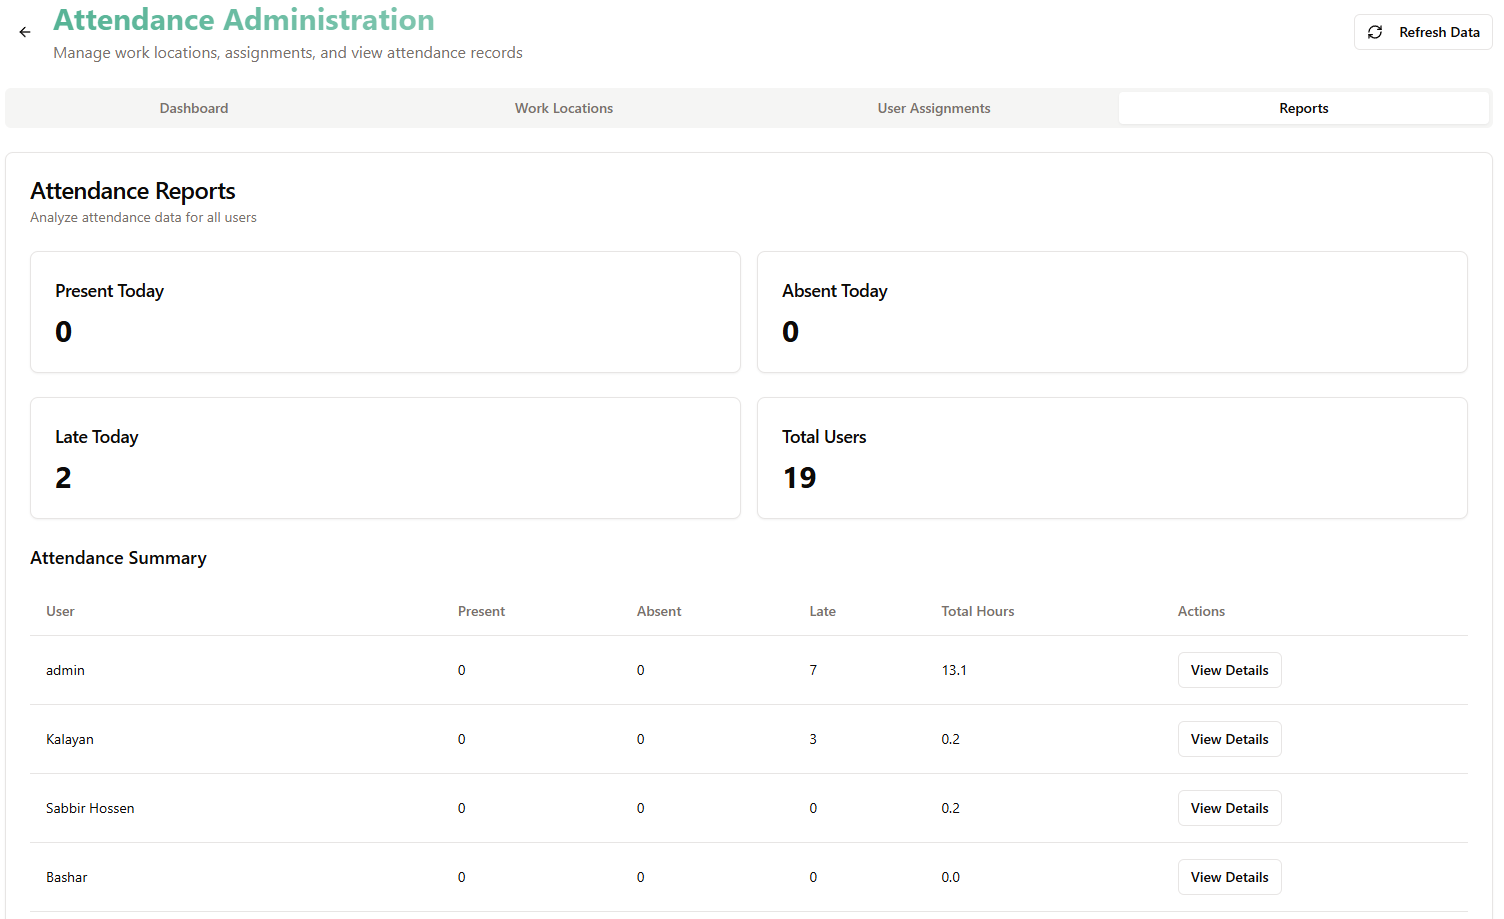 Attendance Administration
Manage work locations, assignments, and view attendance records
Refresh Data
Dashboard Work Locations User Assignments Reports
Attendance Reports
Analyze attendance data for all users
Present Today
0
Absent Today
0
Late Today
2
Total Users
19
Attendance Summary
User Present Absent Late Total Hours Actions
admin 0 0 7 13.1 View Details
Kalayan 0 0 3 0.2 View Details
Sabbir Hossen 0 0 0 0.2 View Details
Bashar 0 0 0 0.0 View Details